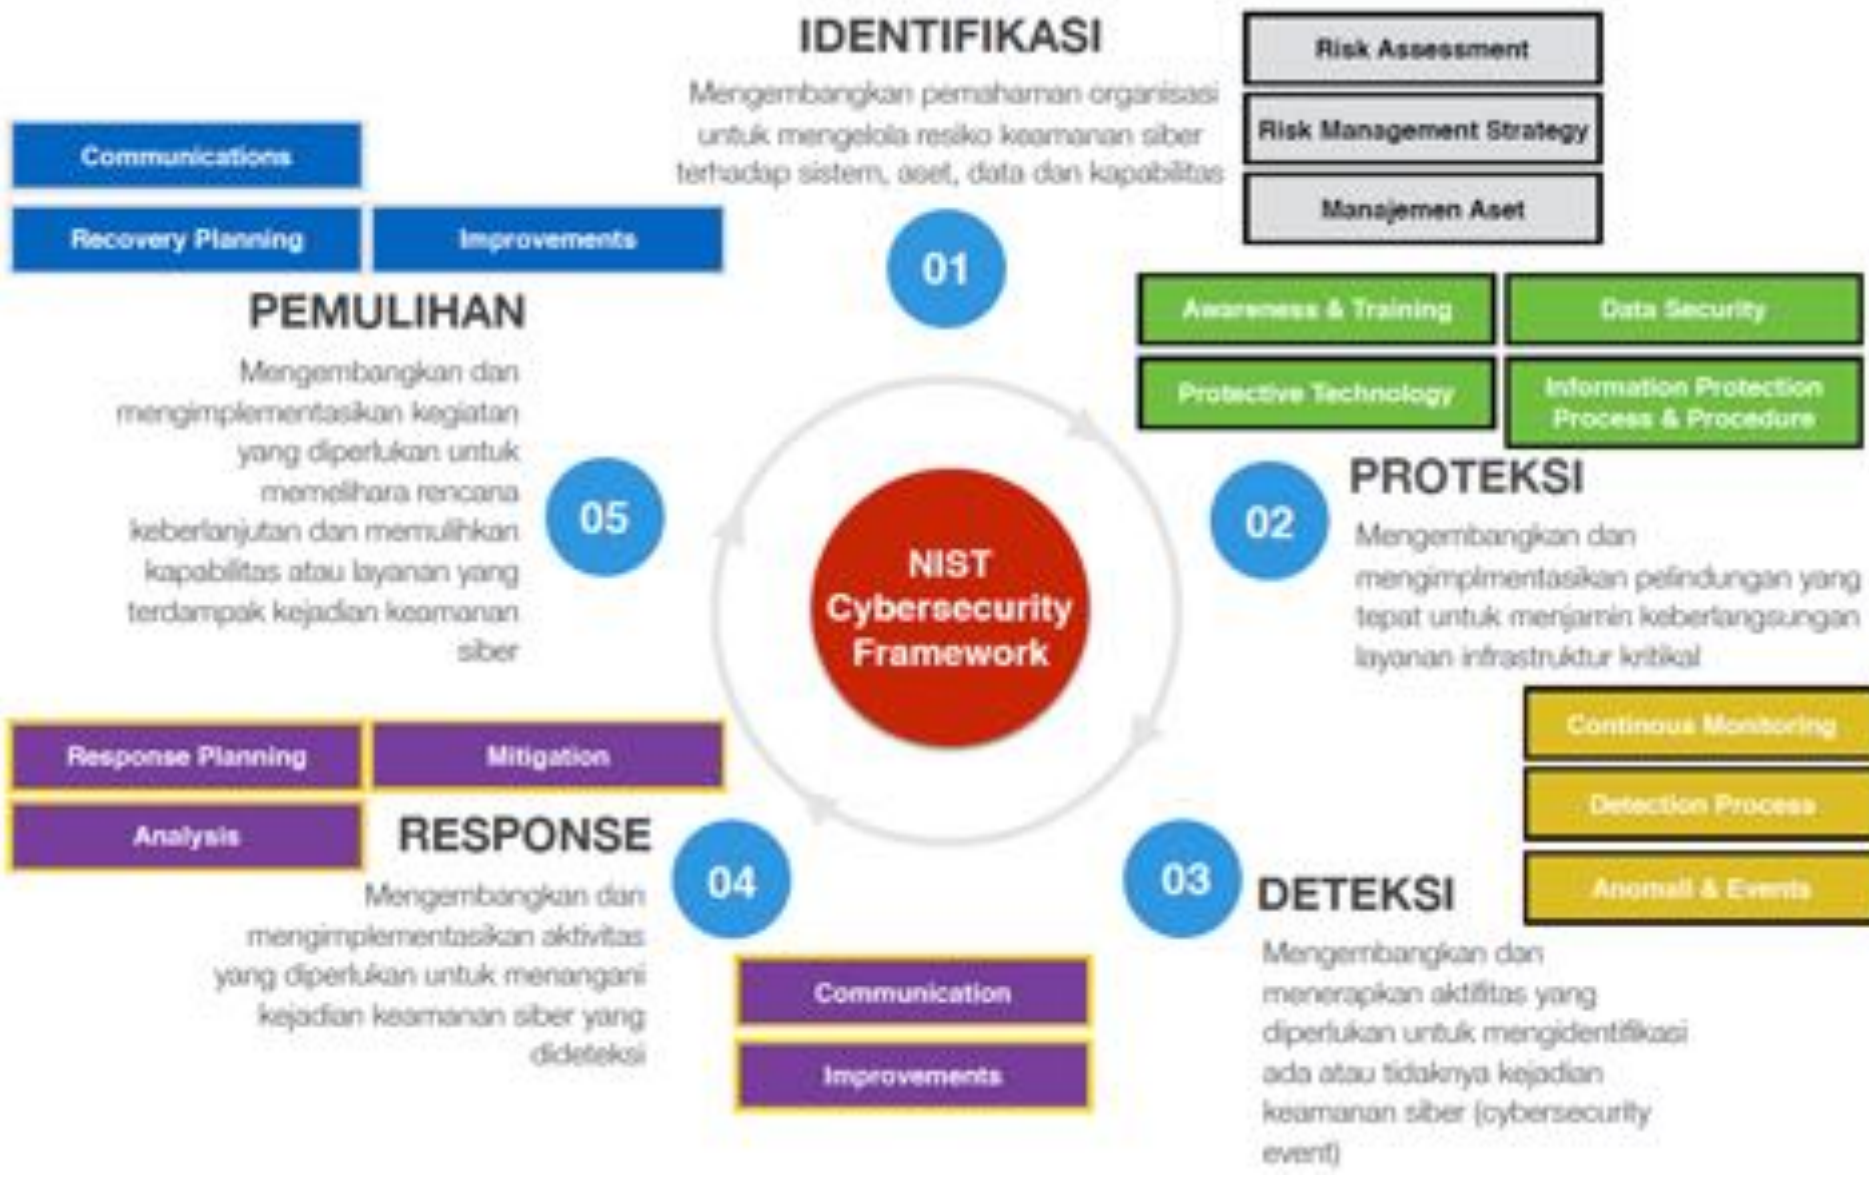 IDENTIFIKASI
Mengembangkan pemahaman organisasi
untuk mengelola resiko keamanan siber
terhadap sistem, aset, data dan kapabilitas
Risk Assessment
Risk Management Strategy
Manajemen Aset
01
Awareness & Training
Data Security
Protective Technology
Information Protection
Process & Procedure
PROTEKSI
02
Mengembangkan dan
mengimplmentasikan pelindungan yang
tepat untuk menjamin keberlangsungan
layanan infrastruktur kritikal
Continous Monitoring
Detection Process
Anomali & Events
03
DETEKSI
Mengembangkan dan
menerapkan aktifitas yang
diperlukan untuk mengidentifikasi
ada atau tidaknya kejadian
keamanan siber (cybersecurity
event)
Response Planning
Mitigation
Analysis
RESPONSE
04
Mengembangkan dan
mengimplementasikan aktivitas
yang diperlukan untuk menangani
kejadian keamanan siber yang
dideteksi
Communication
Improvements
Communications
Recovery Planning
Improvements
PEMULIHAN
05
Mengembangkan dan
mengimplementasikan kegiatan
yang diperlukan untuk
memelihara rencana
keberlanjutan dan memulihkan
kapabilitas atau layanan yang
terdampak kejadian keamanan
siber
NIST
Cybersecurity
Framework